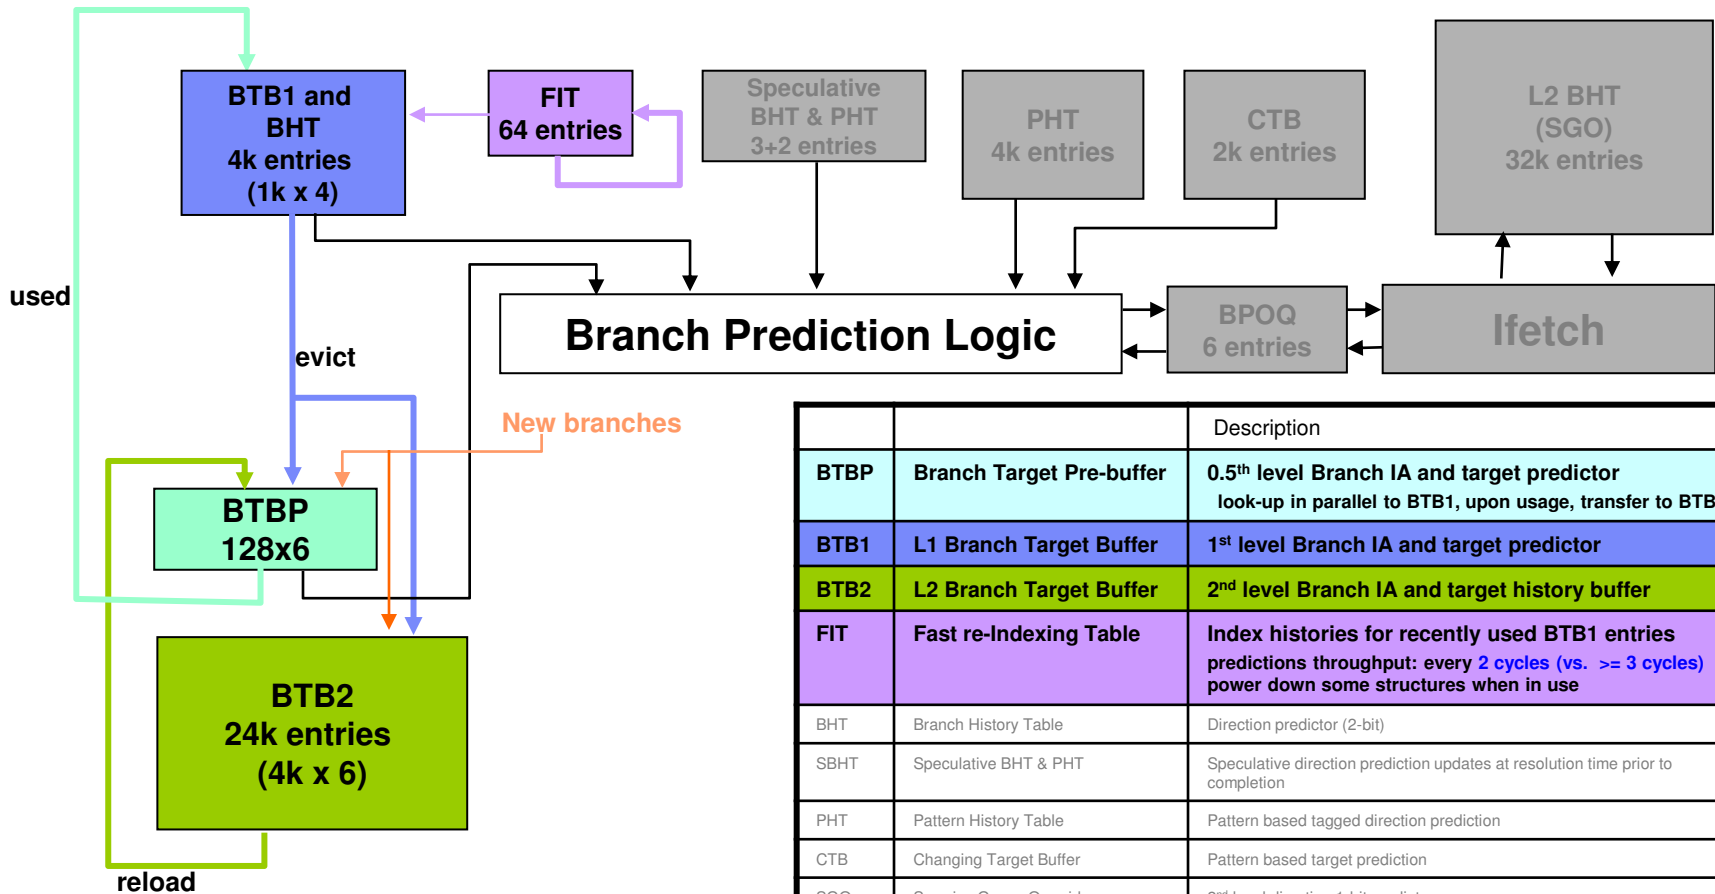 BTB1 and
BHT
4k entries
(1k x 4)
FIT
64 entries
Speculative
BHT & PHT
3+2 entries
PHT
4k entries
CTB
2k entries
L2 BHT
(SGO)
32k entries
used
Branch Prediction Logic
BPOQ
6 entries
Ifetch
evict
New branches
BTBP
128x6
BTB2
24k entries
(4k x 6)
reload
Description
BTBP Branch Target Pre-buffer 0.5th level Branch IA and target predictor
look-up in parallel to BTB1, upon usage, transfer to BTB
BTB1 L1 Branch Target Buffer 1st level Branch IA and target predictor
BTB2 L2 Branch Target Buffer 2nd level Branch IA and target history buffer
FIT Fast re-Indexing Table Index histories for recently used BTB1 entries
predictions throughput: every 2 cycles (vs. >= 3 cycles)
power down some structures when in use
BHT Branch History Table Direction predictor (2-bit)
SBHT Speculative BHT & PHT Speculative direction prediction updates at resolution time prior to
completion
PHT Pattern History Table Pattern based tagged direction prediction
CTB Changing Target Buffer Pattern based target prediction